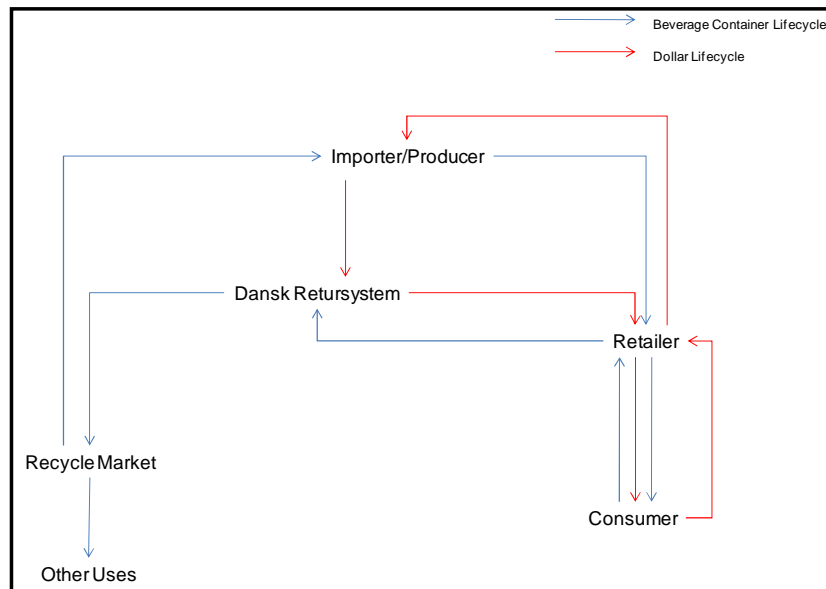 Beverage Container Lifecycle
Dollar Lifecycle
Importer/Producer
Dansk Retursystem
Retailer
Recycle Market
Consumer
Other Uses